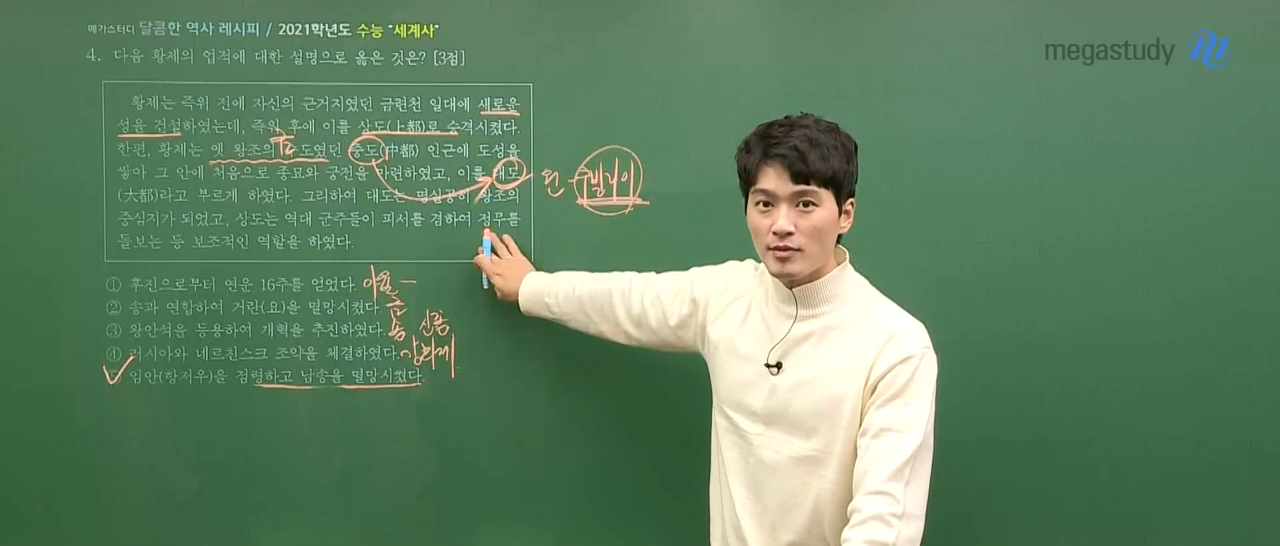 메가스터디 달콤한 역사 레시피 / 2021학년도 수능 "세계사"
megastudy
4. 다음 황제의 업적에 대한 설명으로 옳은 것은? [3점]
황제는 즉위 전에 자신의 근거지였던 금련천 일대에 새로운
성을 건설하였는데, 즉위 후에 이를 상도(上都)로 승격시켰다.
금
한편, 황제는 옛 왕조의 수도였던 중도(中都) 인근에 도성을
쌓아 그 안에 처음으로 종묘와 궁전을 마련하였고, 이를 대도
원 쿠빌라이
(大都)라고 부르게 하였다. 그리하여 대도는 명실공히 왕조의
중심지가 되었고, 상도는 역대 군주들이 피서를 겸하여 정무를
돌보는 등 보조적인 역할을 하였다.
① 후진으로부터 연운 16주를 얻었다. 야율
② 송과 연합하여 거란(요)을 멸망시켰다. 금
③ 왕안석을 등용하여 개혁을 추진하였다. 송 신종
④ 러시아와 네르친스크 조약을 체결하였다. 강희제
⑤ 임안(항저우)을 점령하고 남송을 멸망시켰다.